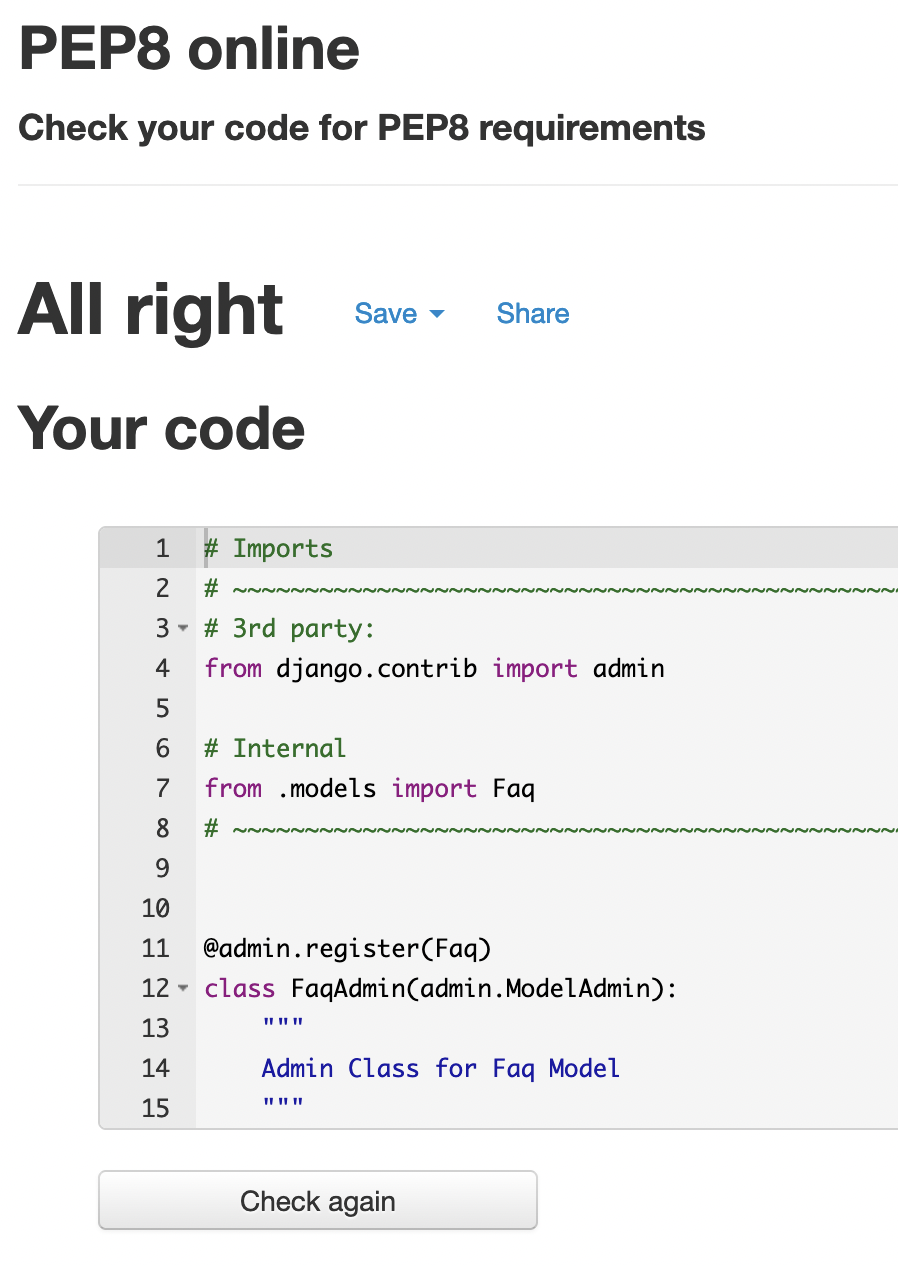 PEP8 online
Check your code for PEP8 requirements
All right Save Share
Your code
1 # Imports
2 # ~~~~~~~~~~~~~~~~~~~~~~~~~~~~~~~~~~~~~~~~~~~~~~~
3 # 3rd party:
4 from django.contrib import admin
5
6 # Internal
7 from .models import Faq
8 # ~~~~~~~~~~~~~~~~~~~~~~~~~~~~~~~~~~~~~~~~~~~~~~~
9
10
11 @admin.register(Faq)
12 class FaqAdmin(admin.ModelAdmin):
13     """
14     Admin Class for Faq Model
15     """
Check again